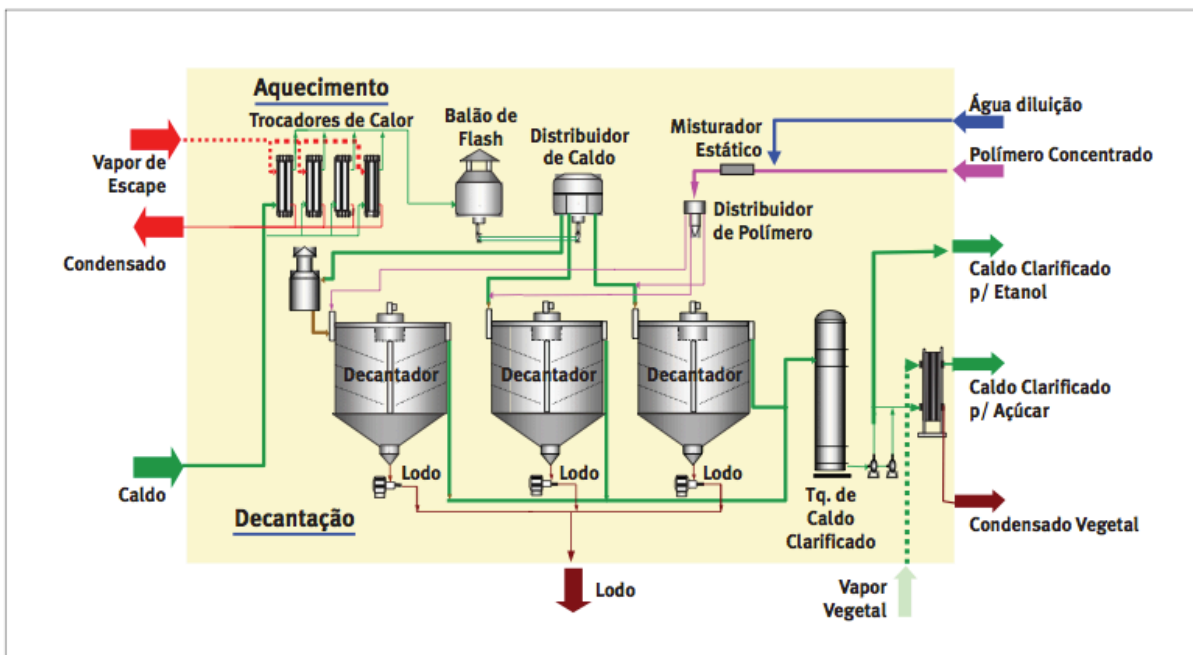 Aquecimento
Trocadores de Calor
Vapor de
Escape
Condensado
Balão de
Flash
Distribuidor
de Caldo
Misturador
Estático
Água diluição
Polímero Concentrado
Distribuidor
de Polímero
Caldo Clarificado
p/ Etanol
Decantador
Decantador
Decantador
Caldo Clarificado
p/ Açúcar
Caldo
Lodo
Lodo
Lodo
Decantação
Tq. de
Caldo
Clarificado
Condensado Vegetal
Lodo
Vapor
Vegetal